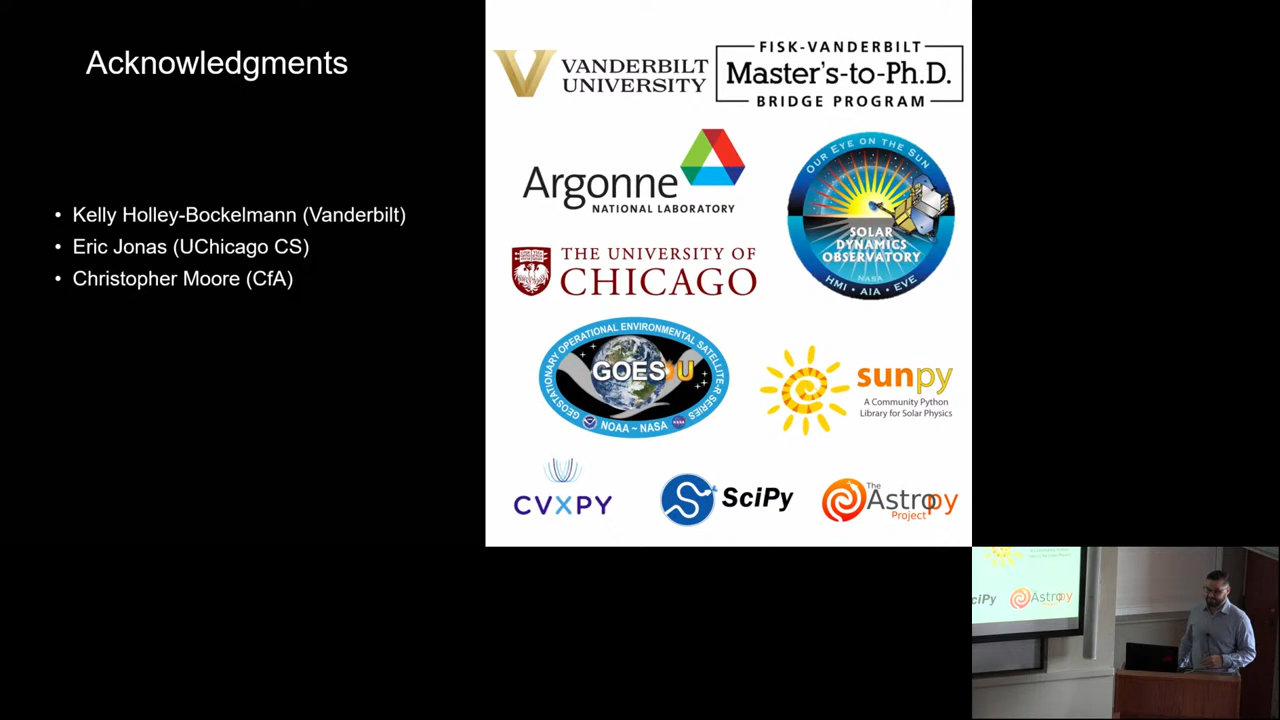 Acknowledgments
• Kelly Holley-Bockelmann (Vanderbilt)
• Eric Jonas (UChicago CS)
• Christopher Moore (CfA)
VANDERBILT
UNIVERSITY
FISK-VANDERBILT
Master's-to-Ph.D.
BRIDGE PROGRAM
Argonne
NATIONAL LABORATORY
OUR EYE ON THE SUN
SOLAR
DYNAMICS
OBSERVATORY
NASA
HMI • AIA • EVE
THE UNIVERSITY OF
CHICAGO
GEOSTATIONARY OPERATIONAL ENVIRONMENTAL SATELLITE-R SERIES
GOES U
NOAA ~ NASA
sunpy
A Community Python
Library for Solar Physics
CVXPY
SciPy
The
Astropy
Project
ciPy
Astropy